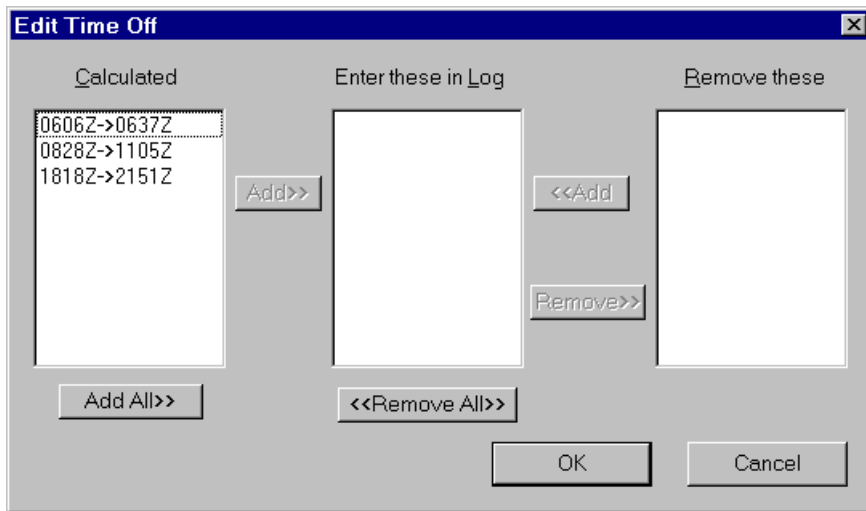 Edit Time Off
Calculated
Enter these in Log
Remove these
0606Z->0637Z
0828Z->1105Z
1818Z->2151Z
Add>>
<<Add
Remove>>
Add All>>
<<Remove All>>
OK
Cancel